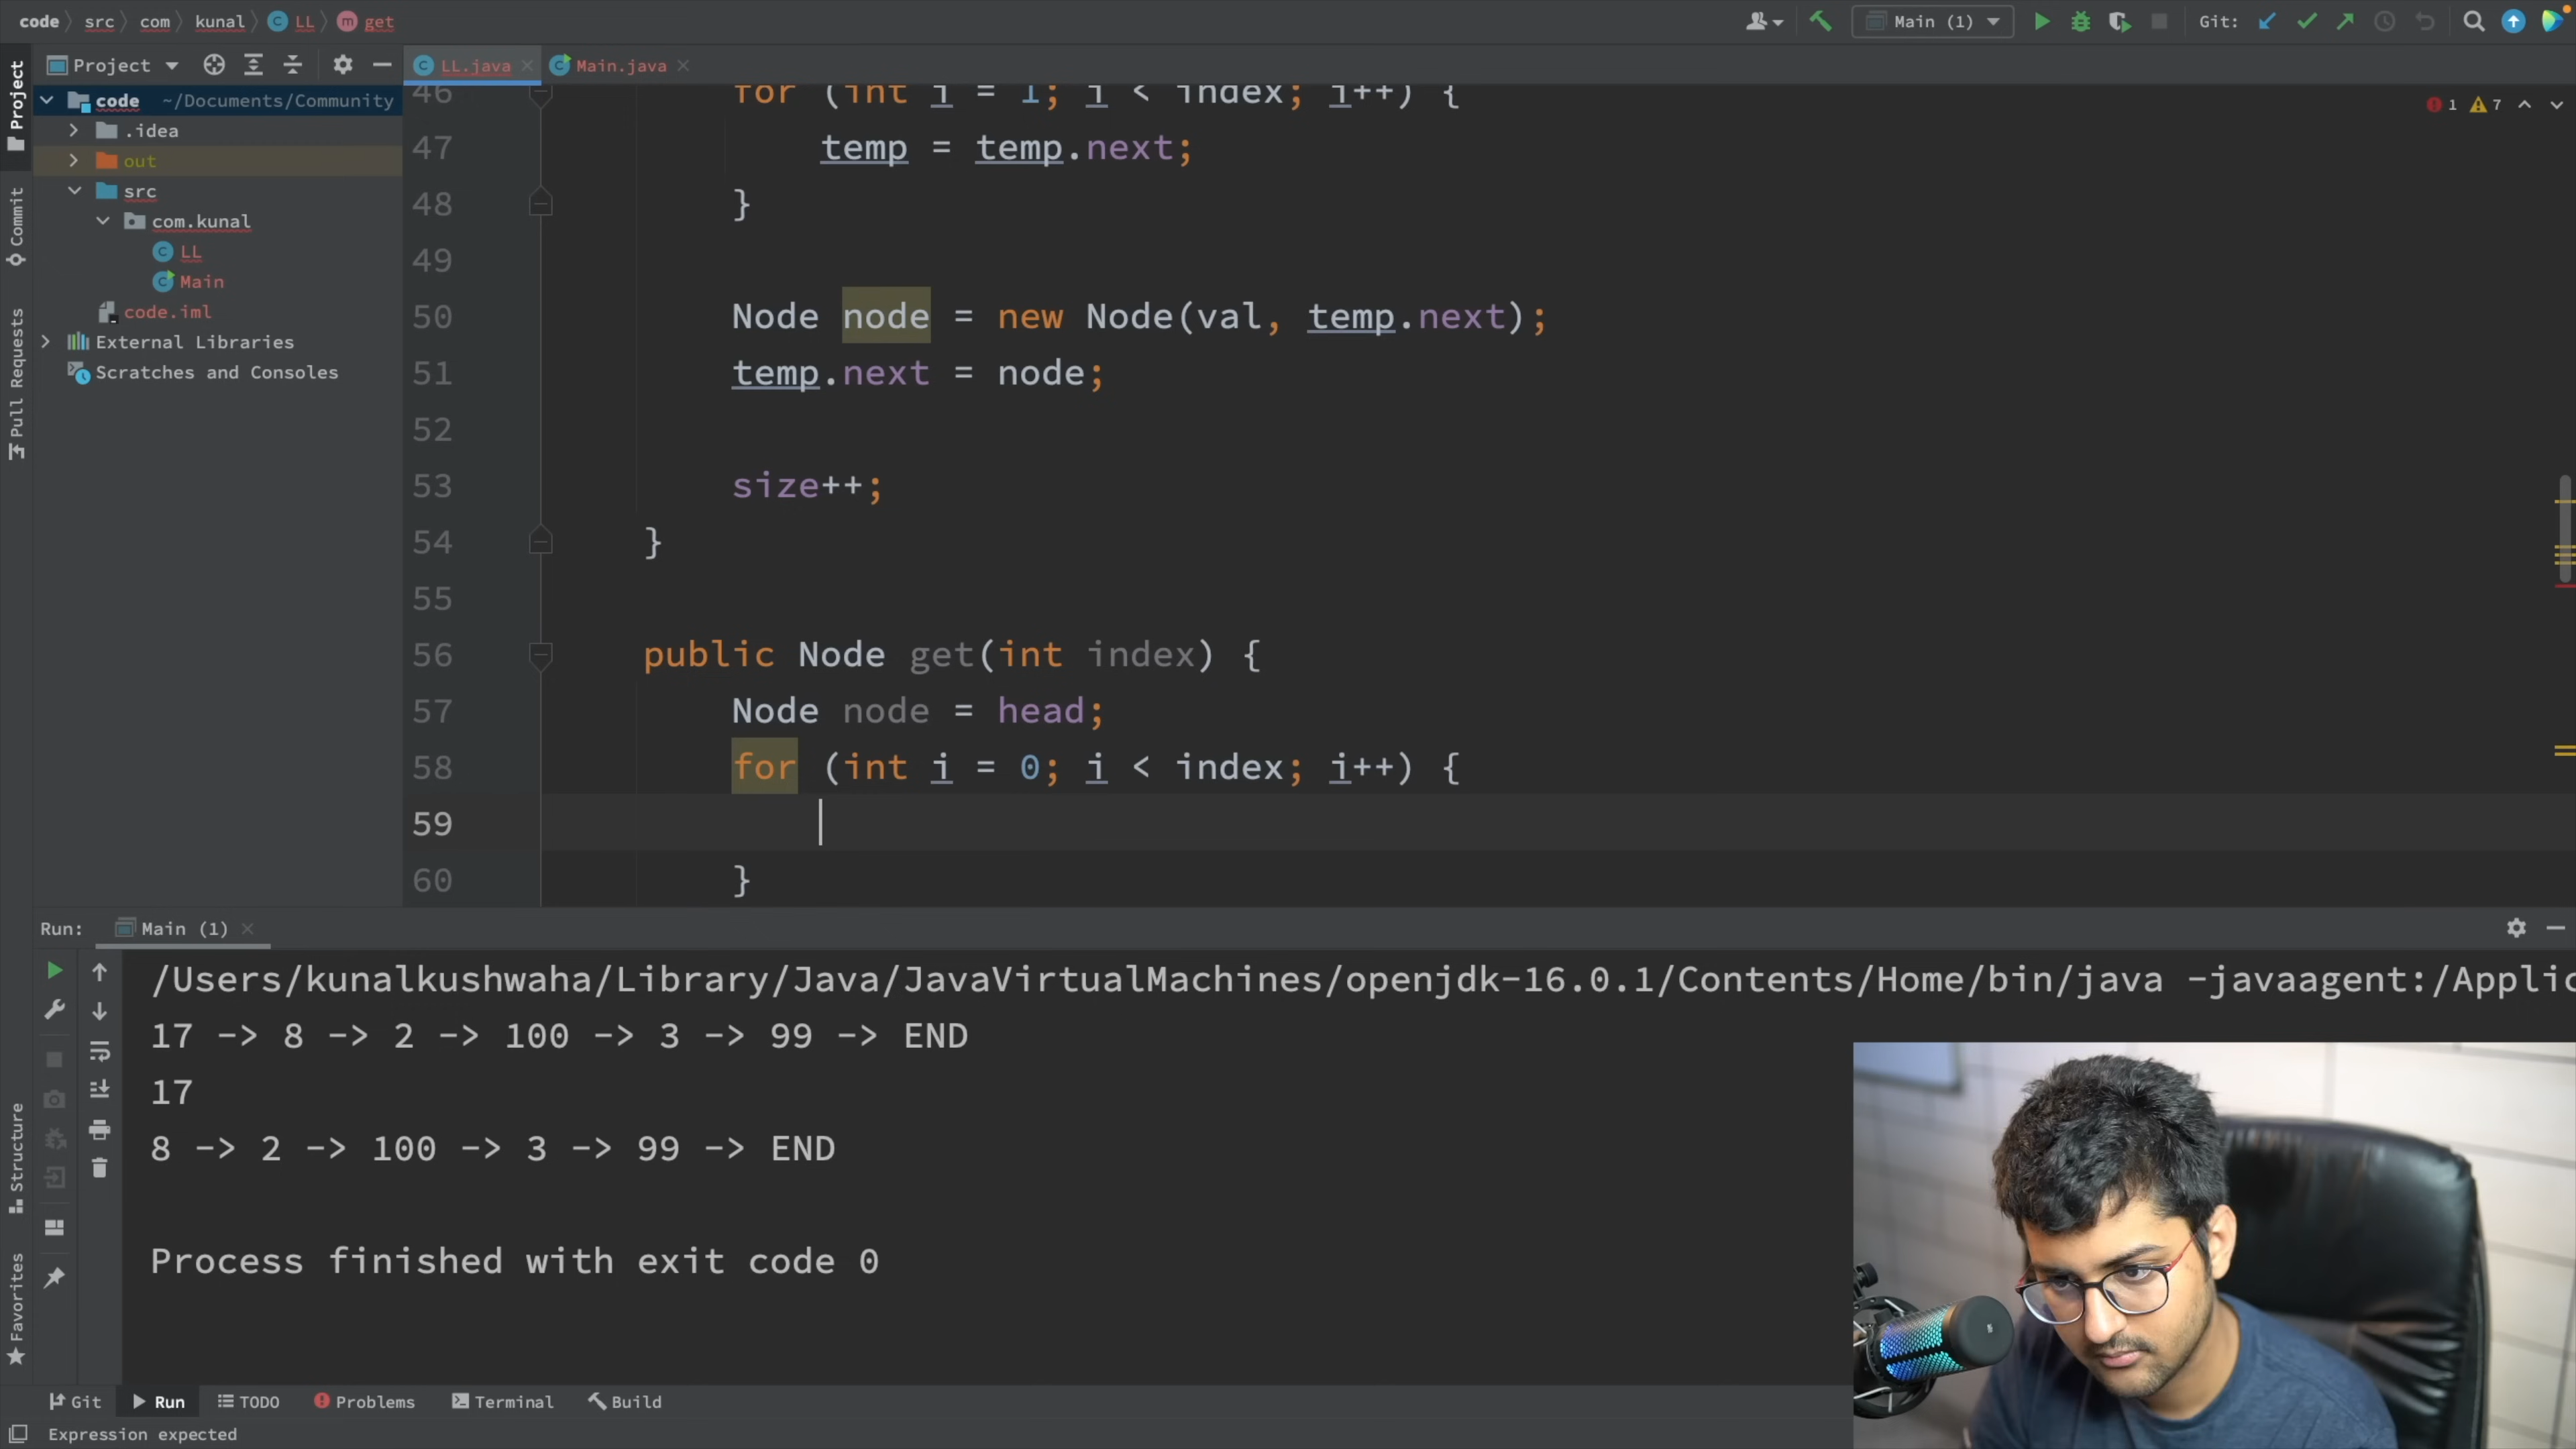 code src com kunal LL get
Main (1) Git:
Project
LL.java Main.java
code ~/Documents/Community
.idea
out
src
com.kunal
LL
Main
code.iml
External Libraries
Scratches and Consoles
Project
Commit
Pull Requests
Structure
Favorites
1 7
46 for (int i = 1; i < index; i++) {
47 temp = temp.next;
48 }
49
50 Node node = new Node(val, temp.next);
51 temp.next = node;
52
53 size++;
54 }
55
56 public Node get(int index) {
57 Node node = head;
58 for (int i = 0; i < index; i++) {
59
60 }
Run: Main (1)
/Users/kunalkushwaha/Library/Java/JavaVirtualMachines/openjdk-16.0.1/Contents/Home/bin/java -javaagent:/Applic
17 -> 8 -> 2 -> 100 -> 3 -> 99 -> END
17
8 -> 2 -> 100 -> 3 -> 99 -> END
Process finished with exit code 0
Git Run TODO Problems Terminal Build
Expression expected